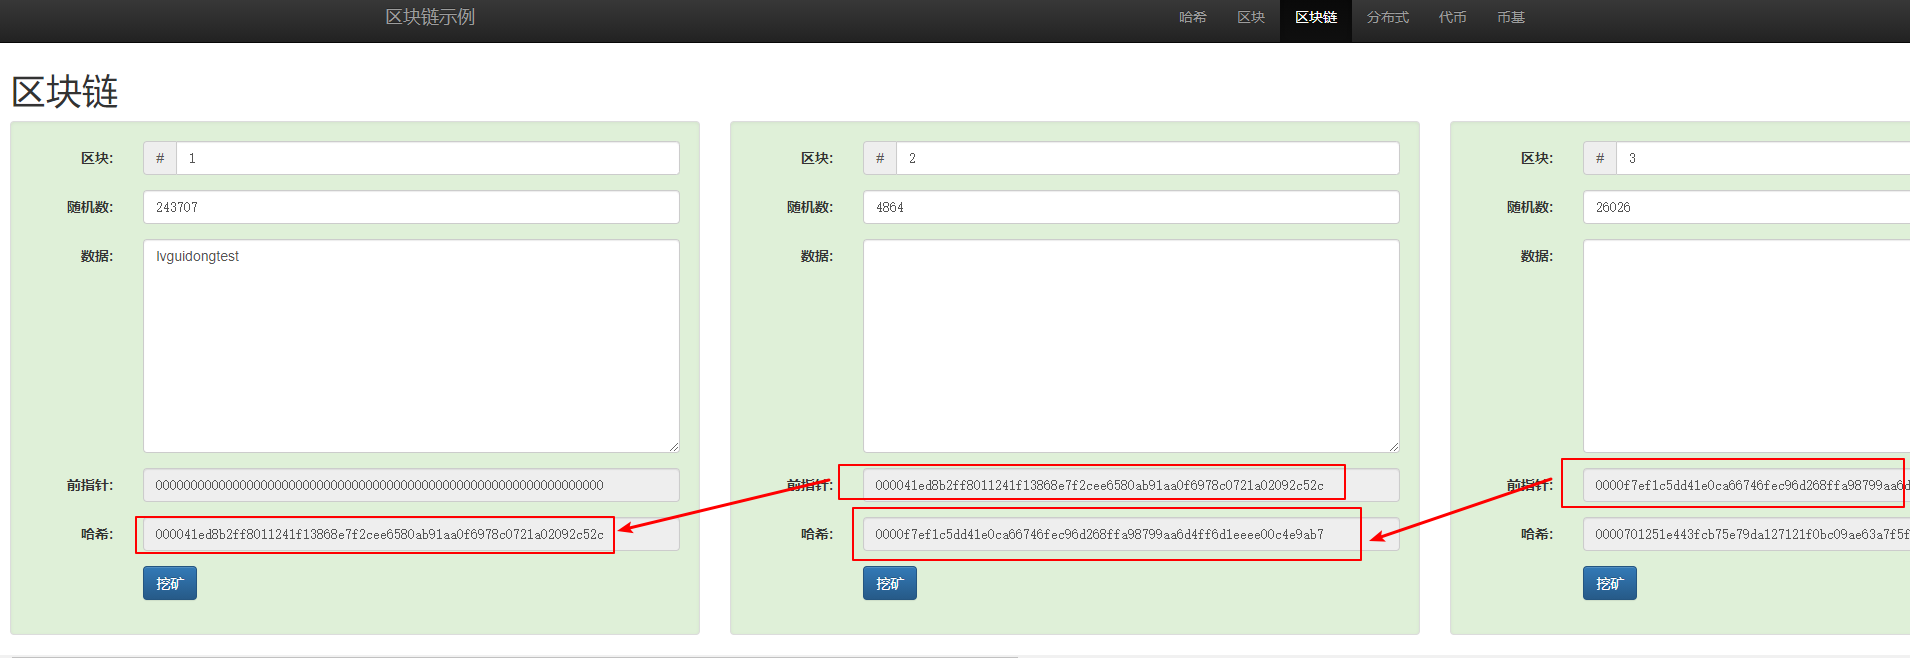 区块链示例
哈希 区块 区块链 分布式 代币 币基
区块链
区块: # 1
随机数: 243707
数据: lvguidongtest
前指针: 0000000000000000000000000000000000000000000000000000000000000000
哈希: 000041ed8b2ff8011241f13868e7f2cee6580ab91aa0f6978c0721a02092c52c
挖矿
区块: # 2
随机数: 4864
数据:
前指针: 000041ed8b2ff8011241f13868e7f2cee6580ab91aa0f6978c0721a02092c52c
哈希: 0000f7ef1c5dd41e0ca66746fec96d268ffa98799aa6d4ff6d1eeee00c4e9ab7
挖矿
区块: # 3
随机数: 26026
数据:
前指针: 0000f7ef1c5dd41e0ca66746fec96d268ffa98799aa6d
哈希: 0000701251e443fcb75e79da127121f0bc09ae63a7f5f
挖矿